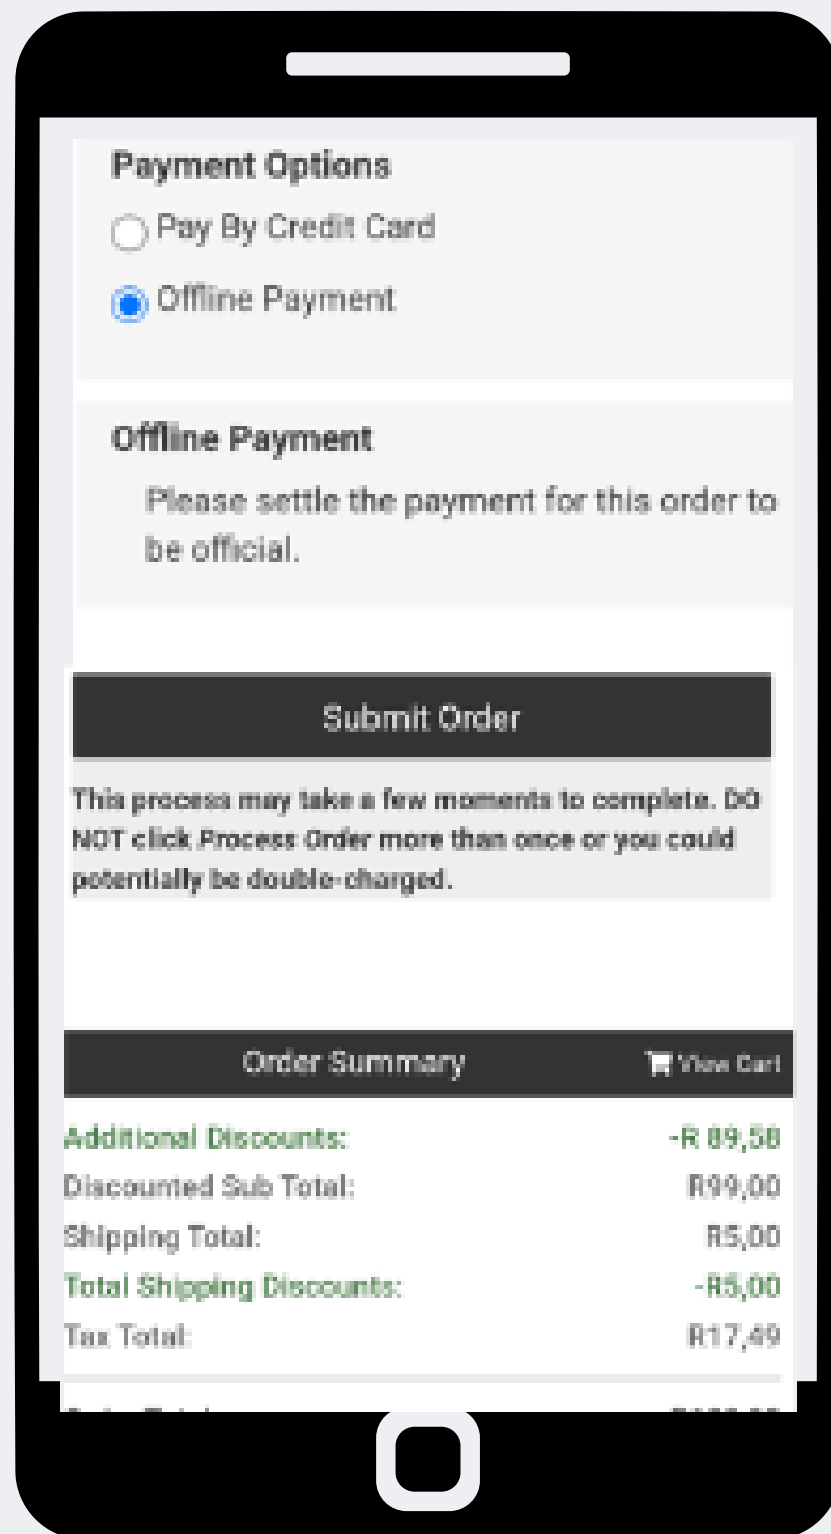 Payment Options
Pay By Credit Card
Offline Payment
Offline Payment
Please settle the payment for this order to
be official.
Submit Order
This process may take a few moments to complete. DO
NOT click Process Order more than once or you could
potentially be double-charged.
Order Summary View Cart
Additional Discounts: -R 89,58
Discounted Sub Total: R99,00
Shipping Total: R5,00
Total Shipping Discounts: -R5,00
Tax Total: R17,49